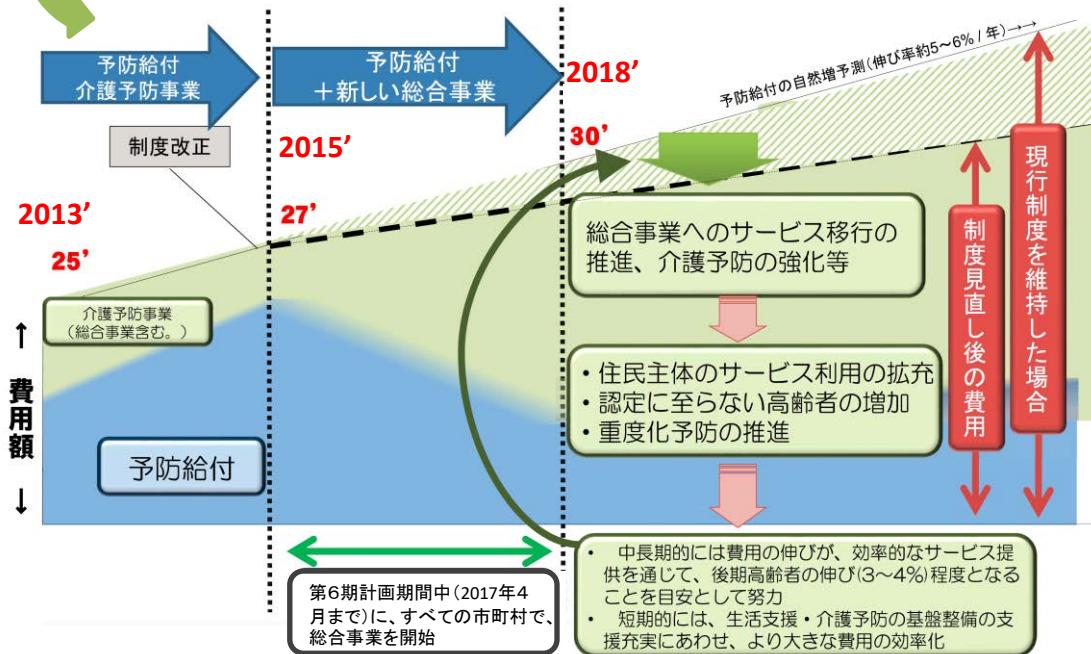 予防給付
介護予防事業
予防給付
＋新しい総合事業
2018'
予防給付の自然増予測(伸び率約5～6% / 年)→→
制度改正
2015'
30'
2013'
27'
25'
総合事業へのサービス移行の
推進、介護予防の強化等
現行制度を維持した場合
制度見直し後の費用
介護予防事業
（総合事業含む。）
↑
費用額
↓
・住民主体のサービス利用の拡充
・認定に至らない高齢者の増加
・重度化予防の推進
予防給付
第６期計画期間中（2017年４
月まで）に、すべての市町村で、
総合事業を開始
・ 中長期的には費用の伸びが、効率的なサービス提
供を通じて、後期高齢者の伸び(3～4%)程度となる
ことを目安として努力
・ 短期的には、生活支援・介護予防の基盤整備の支
援充実にあわせ、より大きな費用の効率化